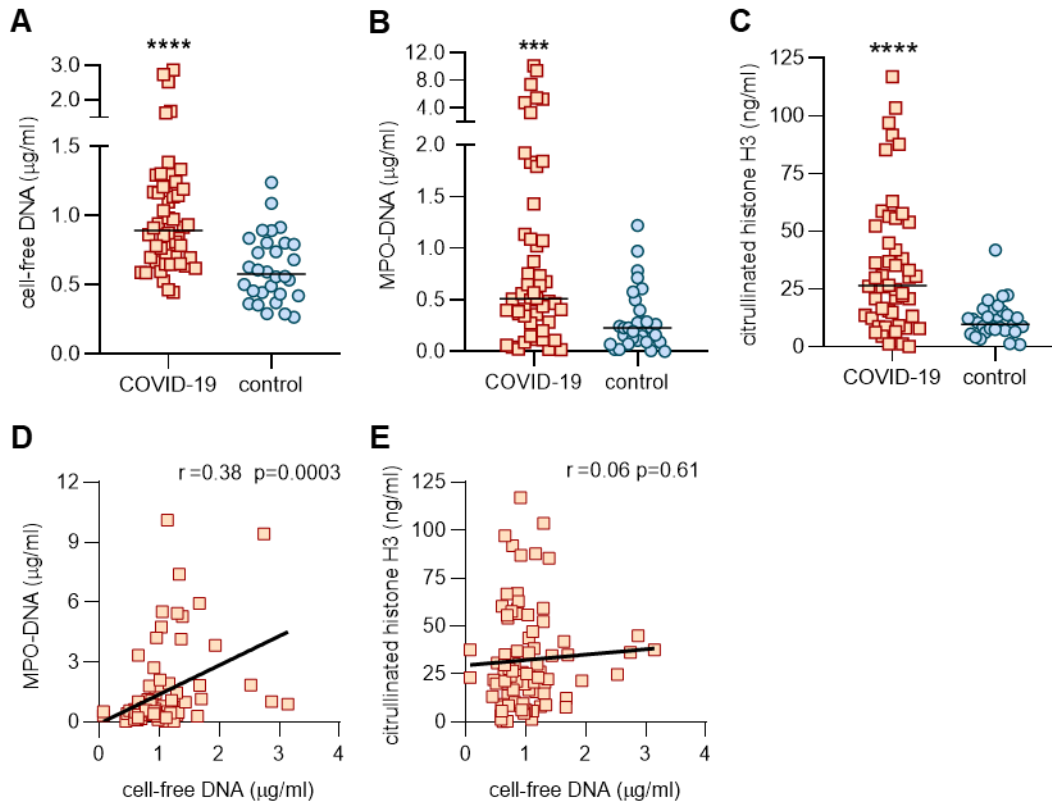 A
****
3.0
2.0
1.5
1.0
0.5
0.0
cell-free DNA (µg/ml)
COVID-19 control
B
***
12.0
8.0
4.0
2.0
1.5
1.0
0.5
0.0
MPO-DNA (µg/ml)
COVID-19 control
C
****
125
100
75
50
25
0
citrullinated histone H3 (ng/ml)
COVID-19 control
D
r=0.38 p=0.0003
12
9
6
3
0
MPO-DNA (µg/ml)
0 1 2 3 4
cell-free DNA (µg/ml)
E
r=0.06 p=0.61
125
100
75
50
25
0
citrullinated histone H3 (ng/ml)
0 1 2 3 4
cell-free DNA (µg/ml)